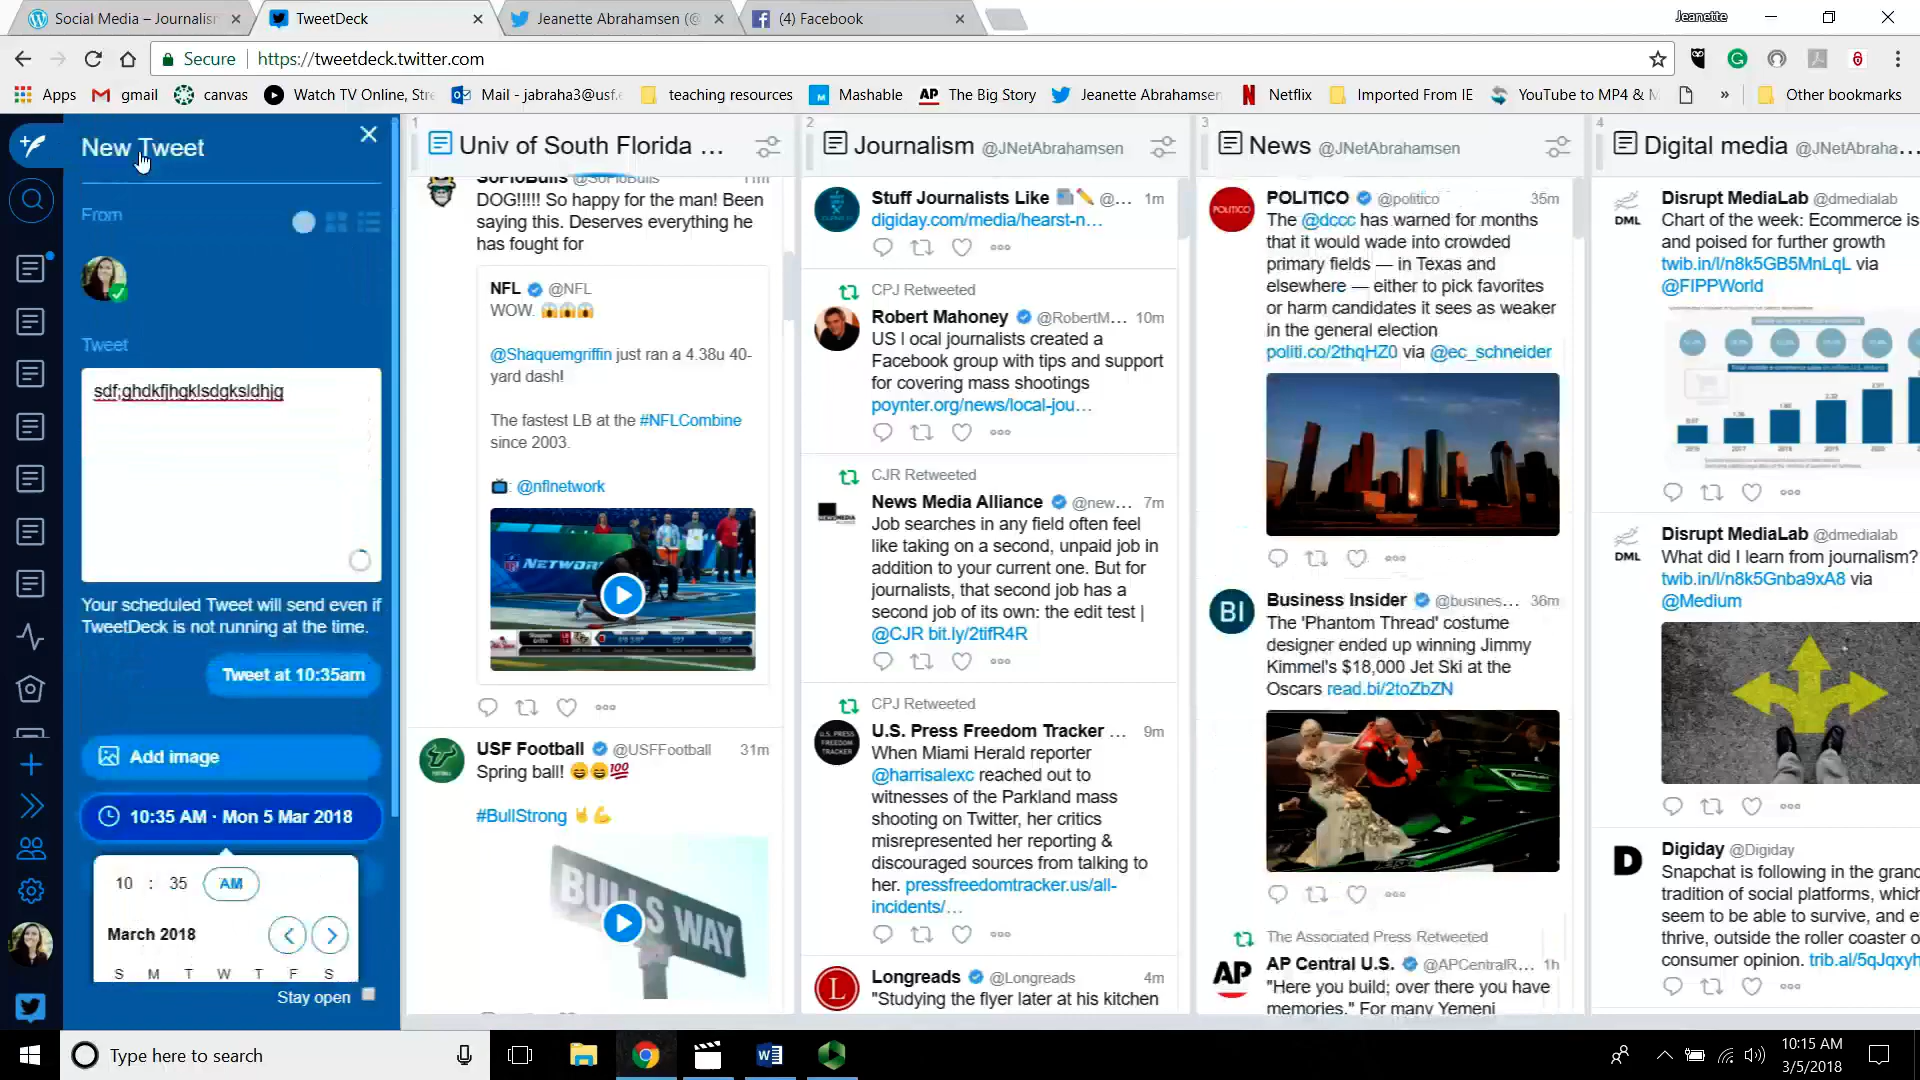 Social Media – Journalism
TweetDeck
Jeanette Abrahamsen (@
(4) Facebook
Jeanette
Secure
https://tweetdeck.twitter.com
Apps
gmail
canvas
Watch TV Online, Stre
Mail - jabraha3@usf.e
teaching resources
Mashable
AP The Big Story
Jeanette Abrahamsen
Netflix
Imported From IE
YouTube to MP4 & M
»
Other bookmarks
New Tweet
From
Tweet
sdf;ghdkfjhgklsdgksldhjg
Your scheduled Tweet will send even if
TweetDeck is not running at the time.
Tweet at 10:35am
Add image
10:35 AM · Mon 5 Mar 2018
10 : 35 AM
March 2018
S M T W T F S
Stay open
1
Univ of South Florida ...
SoFloBulls @SoFloBulls 11m
DOG!!!!! So happy for the man! Been
saying this. Deserves everything he
has fought for
NFL @NFL
WOW. 😱😱😱
@Shaquemgriffin just ran a 4.38u 40-
yard dash!
The fastest LB at the #NFLCombine
since 2003.
📺: @nflnetwork
NETWORK
USF Football @USFFootball 31m
Spring ball! 😄😄💯
#BullStrong 🤘💪
BULLS WAY
2
Journalism @JNetAbrahamsen
Stuff Journalists Like @... 1m
digiday.com/media/hearst-n...
CPJ Retweeted
Robert Mahoney @RobertM... 10m
US l ocal journalists created a
Facebook group with tips and support
for covering mass shootings
poynter.org/news/local-jou...
CJR Retweeted
News Media Alliance @new... 7m
Job searches in any field often feel
like taking on a second, unpaid job in
addition to your current one. But for
journalists, that second job has a
second job of its own: the edit test |
@CJR bit.ly/2tifR4R
CPJ Retweeted
U.S. Press Freedom Tracker ... 9m
When Miami Herald reporter
@harrisalexc reached out to
witnesses of the Parkland mass
shooting on Twitter, her critics
misrepresented her reporting &
discouraged sources from talking to
her. pressfreedomtracker.us/all-
incidents/...
Longreads @Longreads 4m
"Studying the flyer later at his kitchen
3
News @JNetAbrahamsen
POLITICO @politico 35m
The @dccc has warned for months
that it would wade into crowded
primary fields — in Texas and
elsewhere — either to pick favorites
or harm candidates it sees as weaker
in the general election
politi.co/2thqHZ0 via @ec_schneider
BI
Business Insider @busines... 36m
The 'Phantom Thread' costume
designer ended up winning Jimmy
Kimmel's $18,000 Jet Ski at the
Oscars read.bi/2toZbZN
The Associated Press Retweeted
AP
AP Central U.S. @APCentralR... 1h
"Here you build; over there you have
memories." For many Yemeni
4
Digital media @JNetAbraha...
DML
Disrupt MediaLab @dmedialab
Chart of the week: Ecommerce is
and poised for further growth
twib.in/l/n8k5GB5MnLqL via
@FIPPWorld
DML
Disrupt MediaLab @dmedialab
What did I learn from journalism?
twib.in/l/n8k5Gnba9xA8 via
@Medium
D
Digiday @Digiday
Snapchat is following in the grand
tradition of social platforms, which
seem to be able to survive, and e
thrive, outside the roller coaster o
consumer opinion. trib.al/5qJqxyh
Type here to search
10:15 AM
3/5/2018